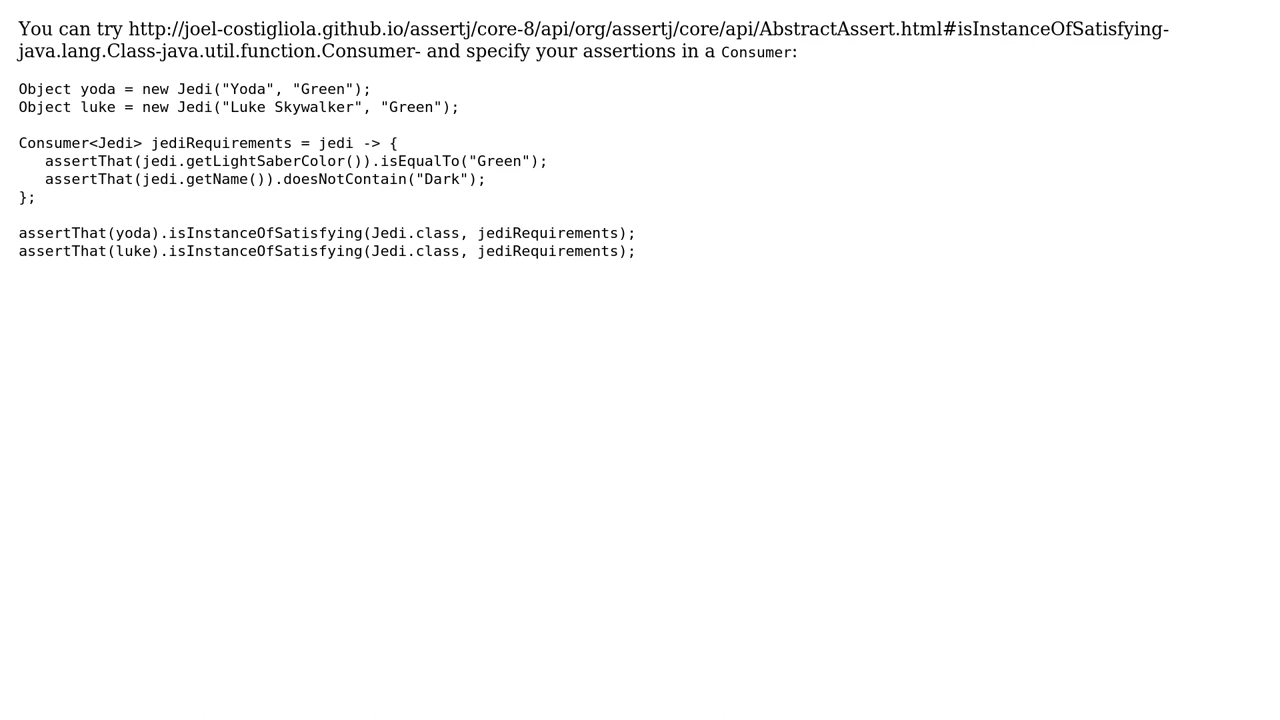 You can try http://joel-costigliola.github.io/assertj/core-8/api/org/assertj/core/api/AbstractAssert.html#isInstanceOfSatisfying-
java.lang.Class-java.util.function.Consumer- and specify your assertions in a Consumer:
Object yoda = new Jedi("Yoda", "Green");
Object luke = new Jedi("Luke Skywalker", "Green");
Consumer<Jedi> jediRequirements = jedi -> {
   assertThat(jedi.getLightSaberColor()).isEqualTo("Green");
   assertThat(jedi.getName()).doesNotContain("Dark");
};
assertThat(yoda).isInstanceOfSatisfying(Jedi.class, jediRequirements);
assertThat(luke).isInstanceOfSatisfying(Jedi.class, jediRequirements);